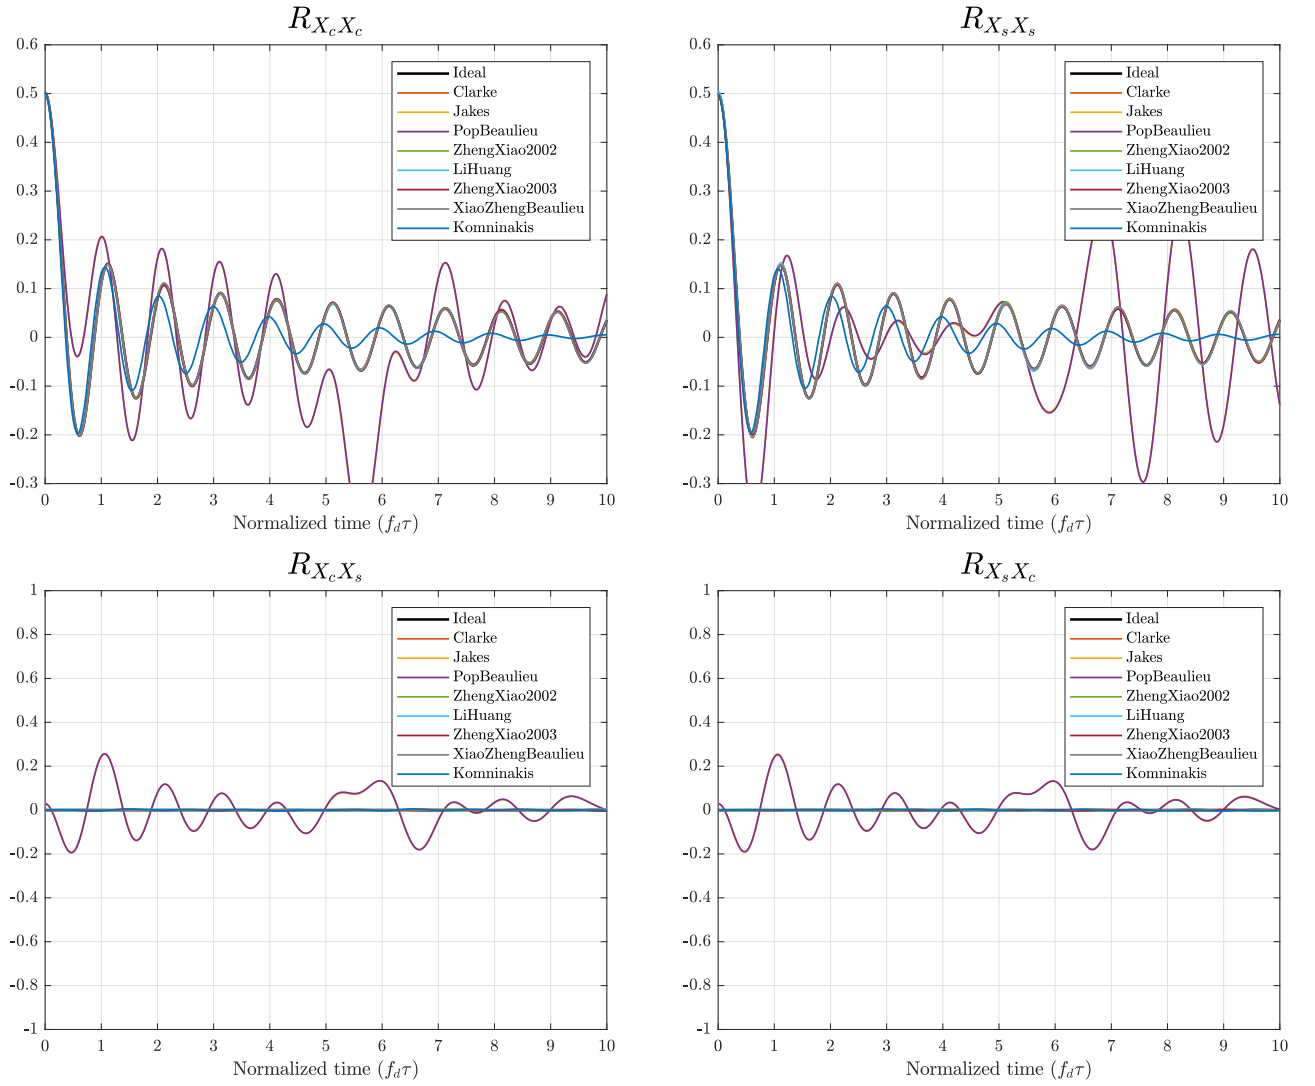 R_{X_cX_c}
0.6
0.5
0.4
0.3
0.2
0.1
0
-0.1
-0.2
-0.3
Ideal
Clarke
Jakes
PopBeaulieu
ZhengXiao2002
LiHuang
ZhengXiao2003
XiaoZhengBeaulieu
Komninakis
0 1 2 3 4 5 6 7 8 9 10
Normalized time (f_dτ)
R_{X_sX_s}
0.6
0.5
0.4
0.3
0.2
0.1
0
-0.1
-0.2
-0.3
Ideal
Clarke
Jakes
PopBeaulieu
ZhengXiao2002
LiHuang
ZhengXiao2003
XiaoZhengBeaulieu
Komninakis
0 1 2 3 4 5 6 7 8 9 10
Normalized time (f_dτ)
R_{X_cX_s}
1
0.8
0.6
0.4
0.2
0
-0.2
-0.4
-0.6
-0.8
-1
Ideal
Clarke
Jakes
PopBeaulieu
ZhengXiao2002
LiHuang
ZhengXiao2003
XiaoZhengBeaulieu
Komninakis
0 1 2 3 4 5 6 7 8 9 10
Normalized time (f_dτ)
R_{X_sX_c}
1
0.8
0.6
0.4
0.2
0
-0.2
-0.4
-0.6
-0.8
-1
Ideal
Clarke
Jakes
PopBeaulieu
ZhengXiao2002
LiHuang
ZhengXiao2003
XiaoZhengBeaulieu
Komninakis
0 1 2 3 4 5 6 7 8 9 10
Normalized time (f_dτ)